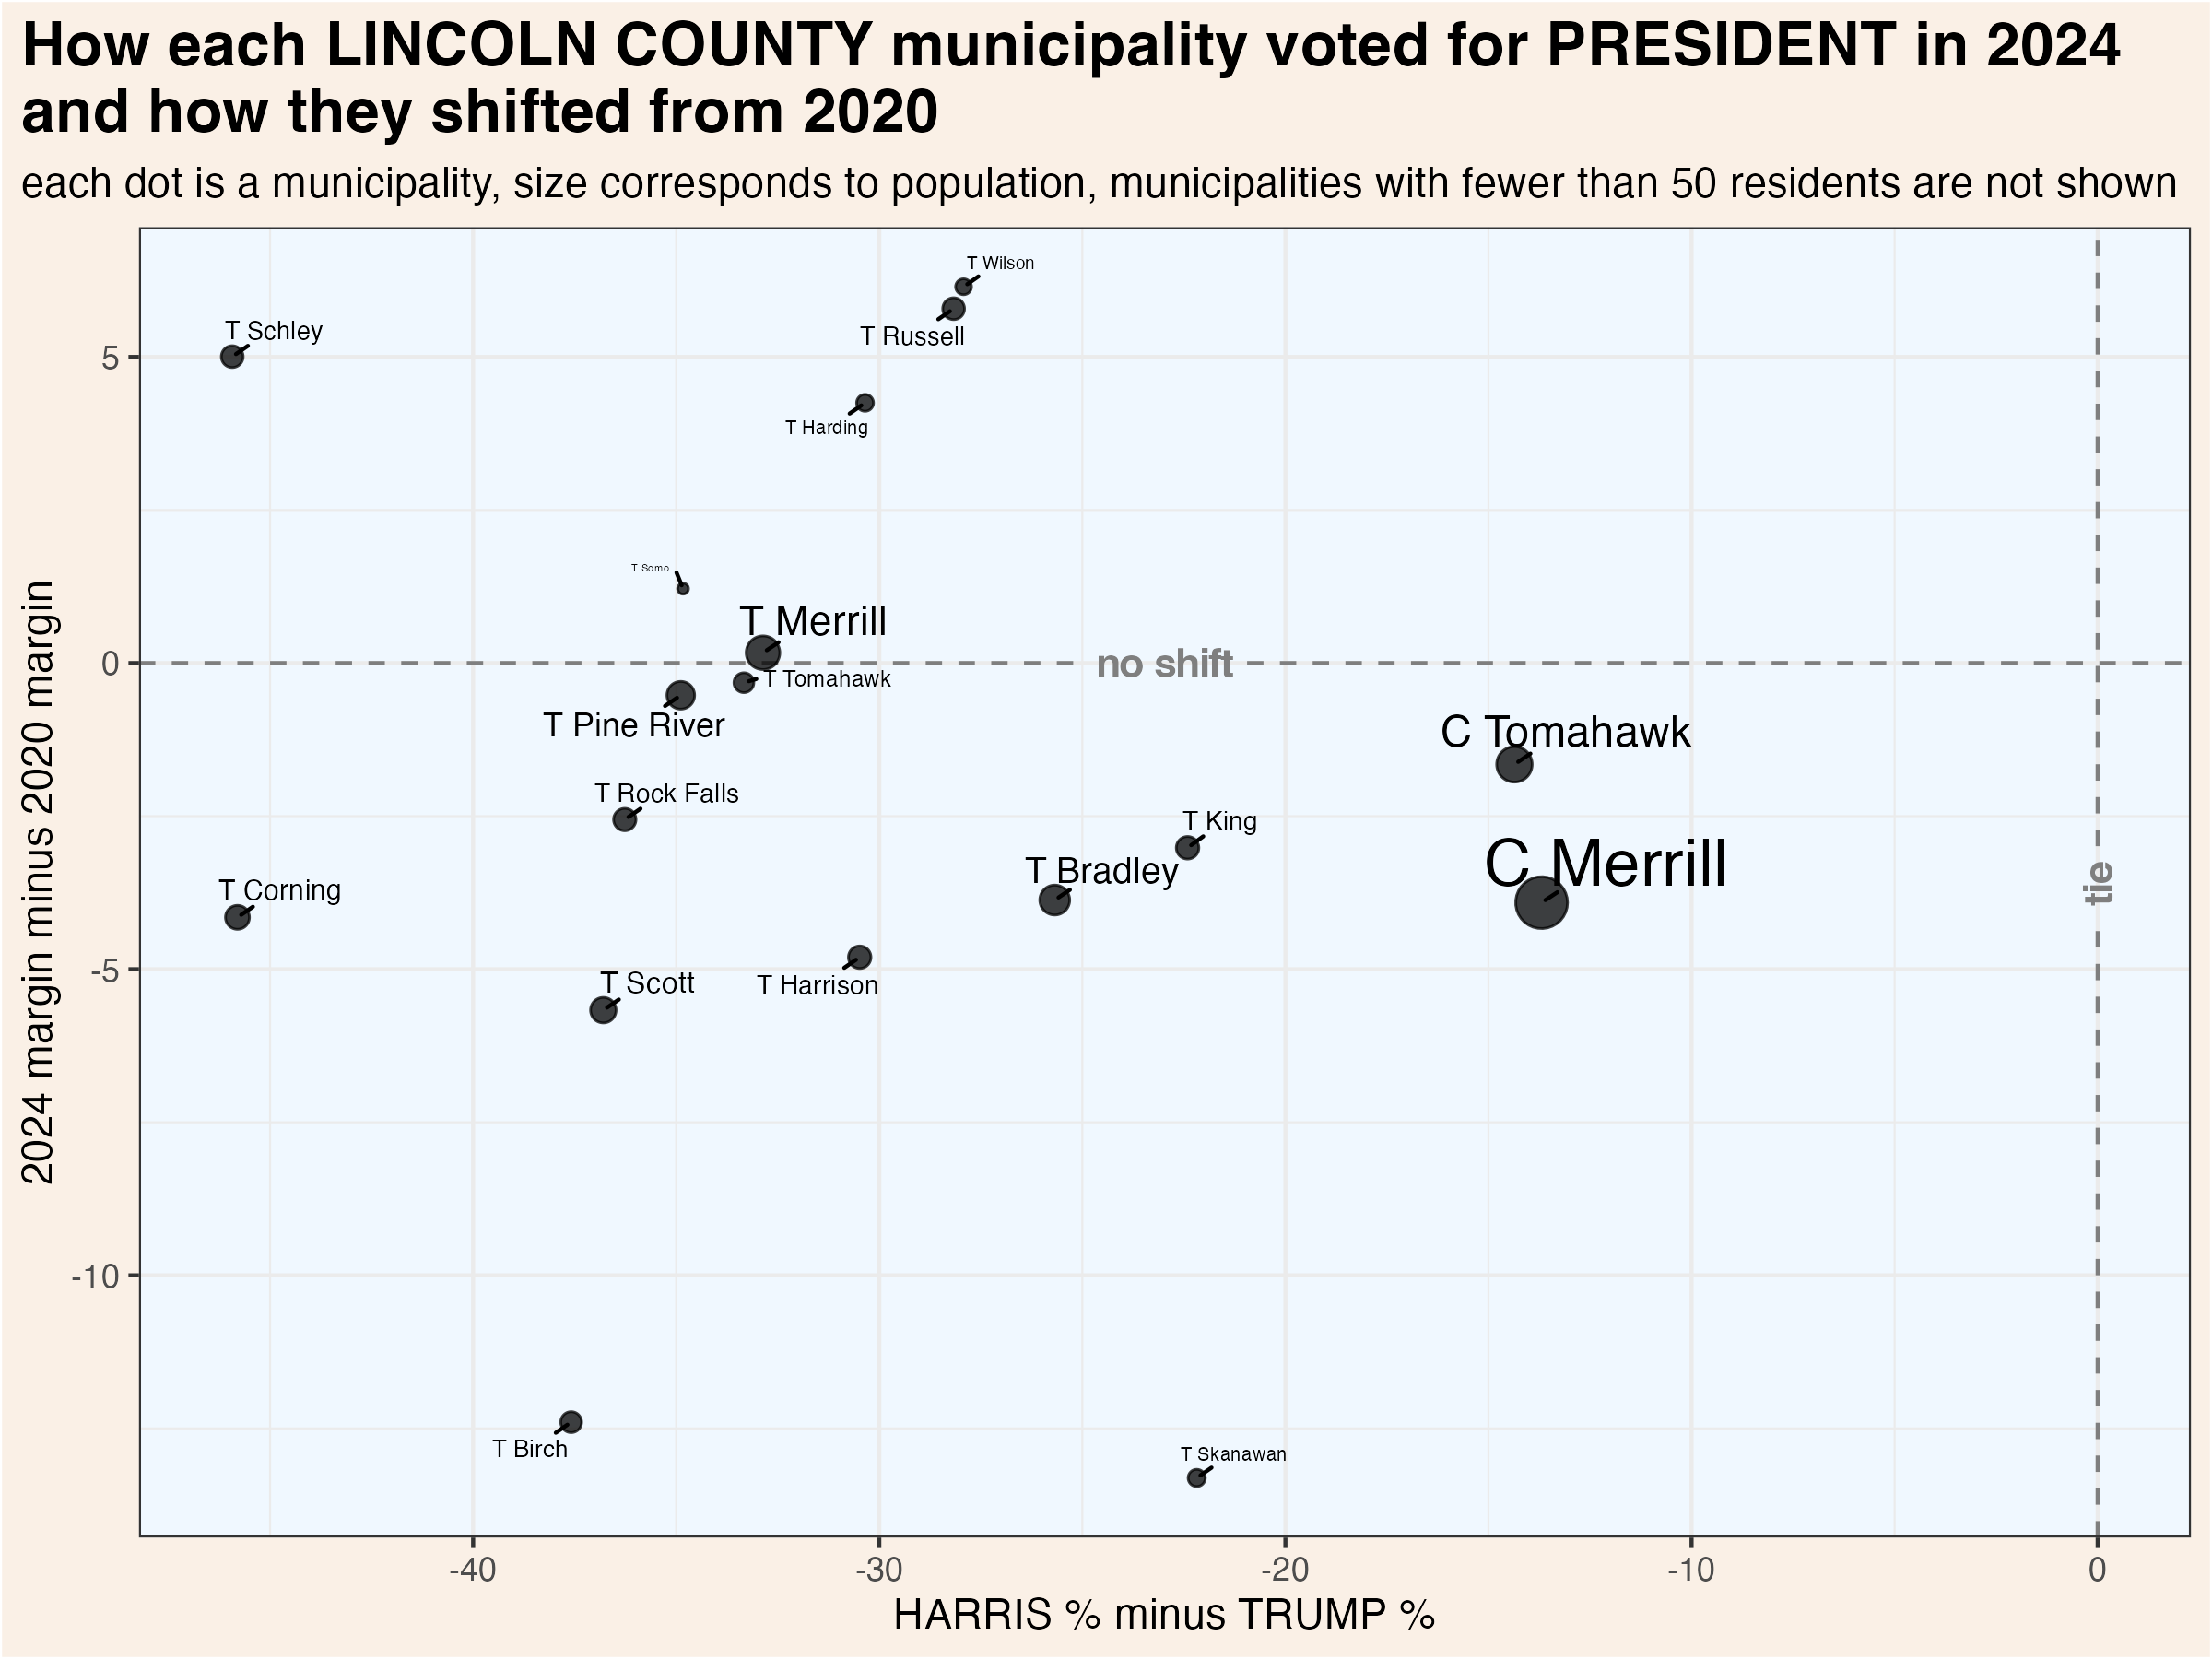 How each LINCOLN COUNTY municipality voted for PRESIDENT in 2024
and how they shifted from 2020
each dot is a municipality, size corresponds to population, municipalities with fewer than 50 residents are not shown
T Wilson
T Schley
T Russell
5
T Harding
T Somo
T Merrill
0
no shift
T Tomahawk
T Pine River
C Tomahawk
T Rock Falls
T King
C Merrill
T Bradley
tie
T Corning
-5
T Scott
T Harrison
-10
T Birch
T Skanawan
2024 margin minus 2020 margin
-40
-30
-20
-10
0
HARRIS % minus TRUMP %